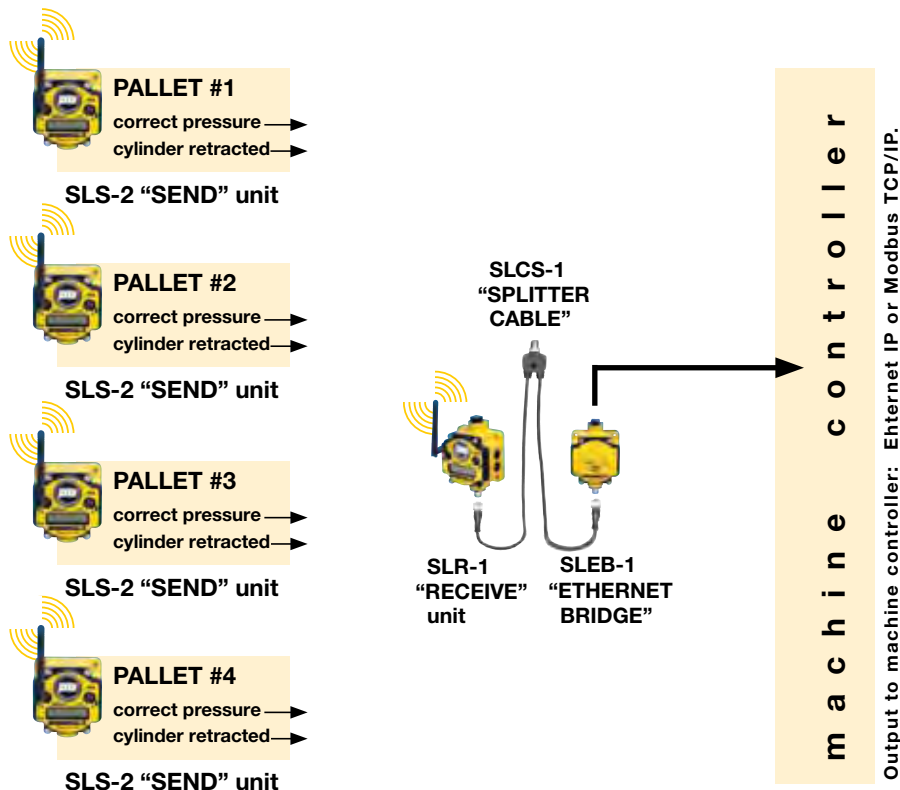 PALLET #1
correct pressure
cylinder retracted
SLS-2 “SEND” unit
PALLET #2
correct pressure
cylinder retracted
SLS-2 “SEND” unit
PALLET #3
correct pressure
cylinder retracted
SLS-2 “SEND” unit
PALLET #4
correct pressure
cylinder retracted
SLS-2 “SEND” unit
SLCS-1
“SPLITTER
CABLE”
SLR-1
“RECEIVE”
unit
SLEB-1
“ETHERNET
BRIDGE”
machine controller
Output to machine controller: Ehternet IP or Modbus TCP/IP.